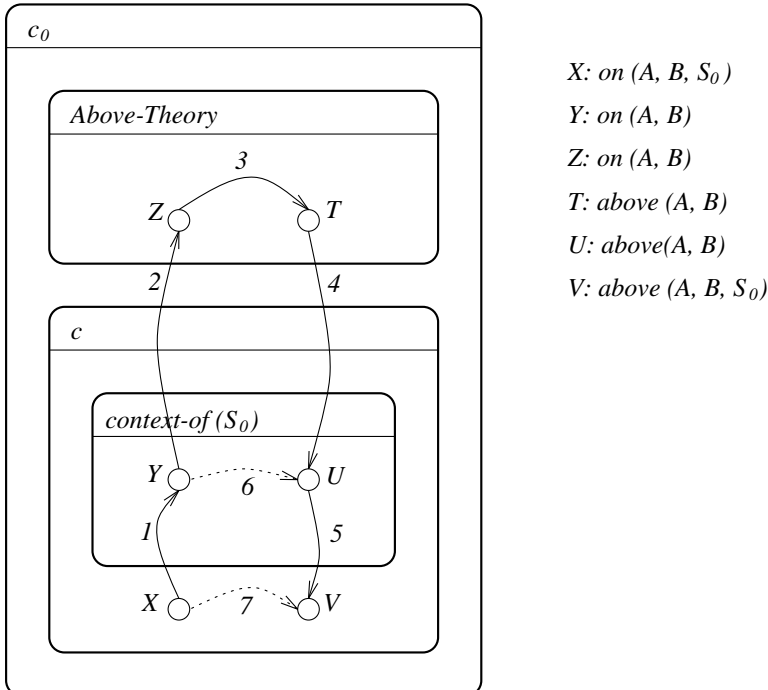 c₀
Above-Theory
3
Z T
2 4
c
context-of (S₀)
Y 6 U
1 5
X 7 V
X: on (A, B, S₀ )
Y: on (A, B)
Z: on (A, B)
T: above (A, B)
U: above(A, B)
V: above (A, B, S₀)